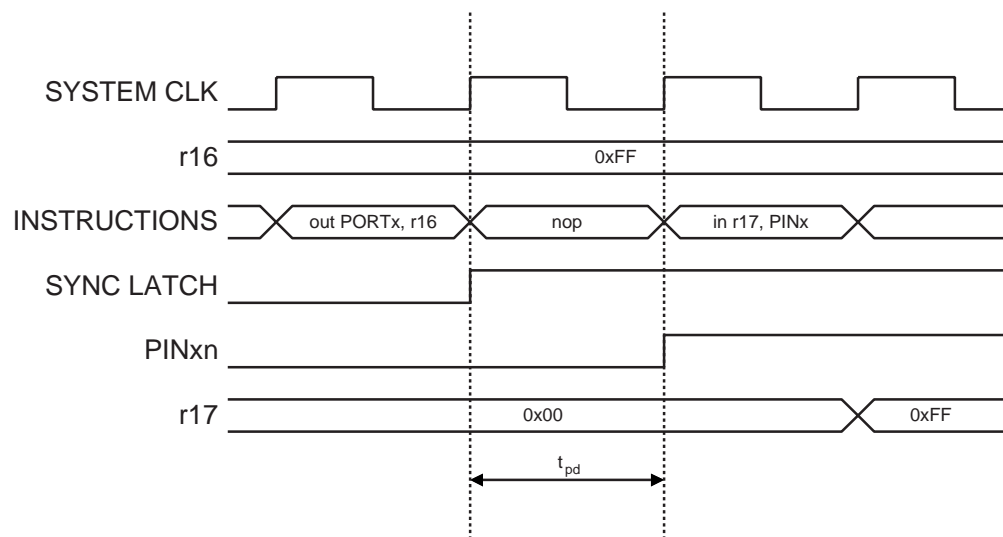 SYSTEM CLK
r16
0xFF
INSTRUCTIONS
out PORTx, r16
nop
in r17, PINx
SYNC LATCH
PINxn
r17
0x00
0xFF
tpd